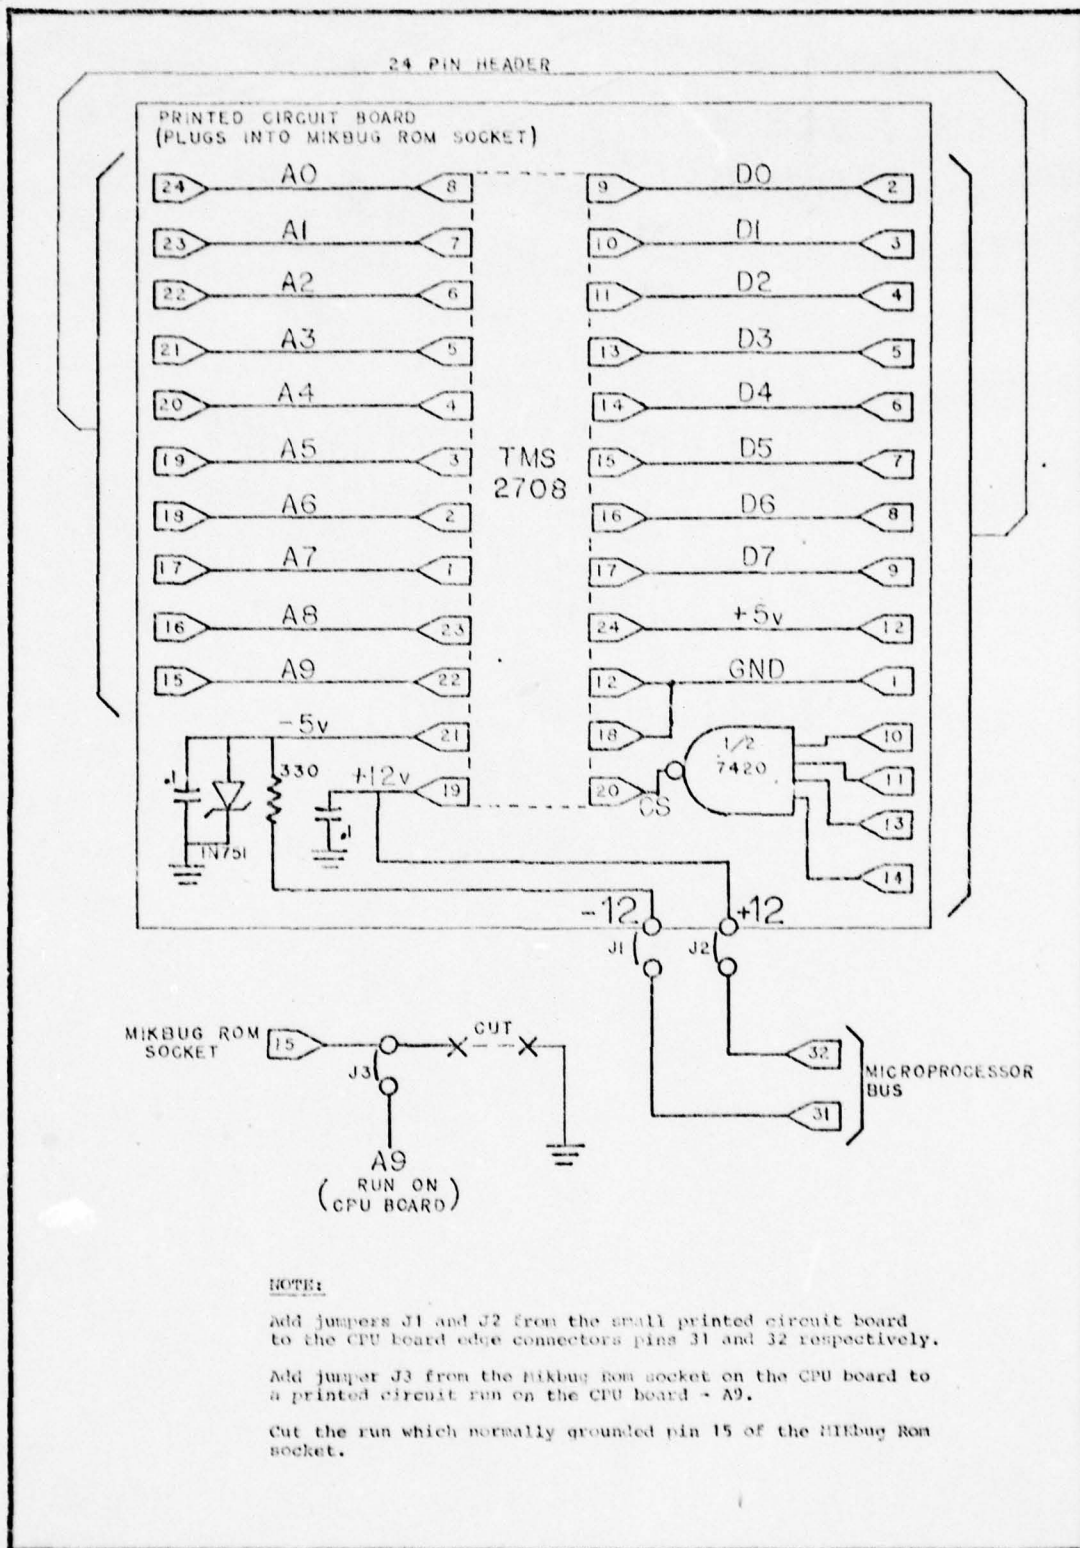 24 PIN HEADER
PRINTED CIRCUIT BOARD
(PLUGS INTO MIKBUG ROM SOCKET)
24 A0 8 9 D0 2
23 A1 7 10 D1 3
22 A2 6 11 D2 4
21 A3 5 13 D3 5
20 A4 4 14 D4 6
19 A5 3 15 D5 7
TMS
2708
18 A6 2 16 D6 8
17 A7 1 17 D7 9
16 A8 23 24 +5v 12
15 A9 22 12 GND 1
-5v 21 18 1/2 10
7420
.1 330 +12v 19 20 CS 11
.1 13
1N751 14
-12 +12
J1 J2
MIKBUG ROM
SOCKET
15 CUT
J3
32
MICROPROCESSOR
BUS
31
A9
(RUN ON
CPU BOARD)
NOTE:
Add jumpers J1 and J2 from the small printed circuit board
to the CPU board edge connectors pins 31 and 32 respectively.
Add jumper J3 from the Mikbug Rom socket on the CPU board to
a printed circuit run on the CPU board - A9.
Cut the run which normally grounded pin 15 of the MIKbug Rom
socket.